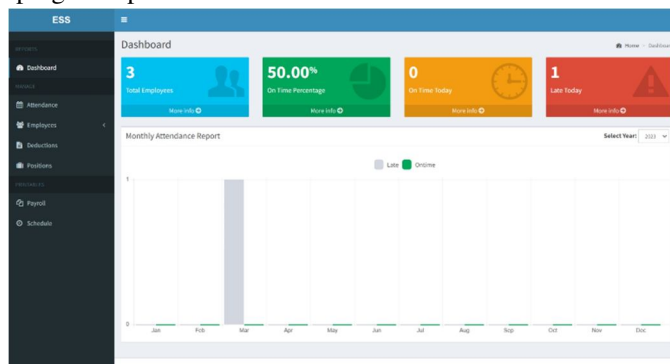 ESS
Dashboard
Home
Dashboard
REPORTS
Dashboard
MANAGE
Attendance
Employees
Deductions
Positions
PRINTABLES
Payroll
Schedule
3
Total Employees
More info
50.00%
On Time Percentage
More info
0
On Time Today
More info
1
Late Today
More info
Monthly Attendance Report
Select Year: 2023
Late Ontime
1
0
Jan Feb Mar Apr May Jun Jul Aug Sep Oct Nov Dec